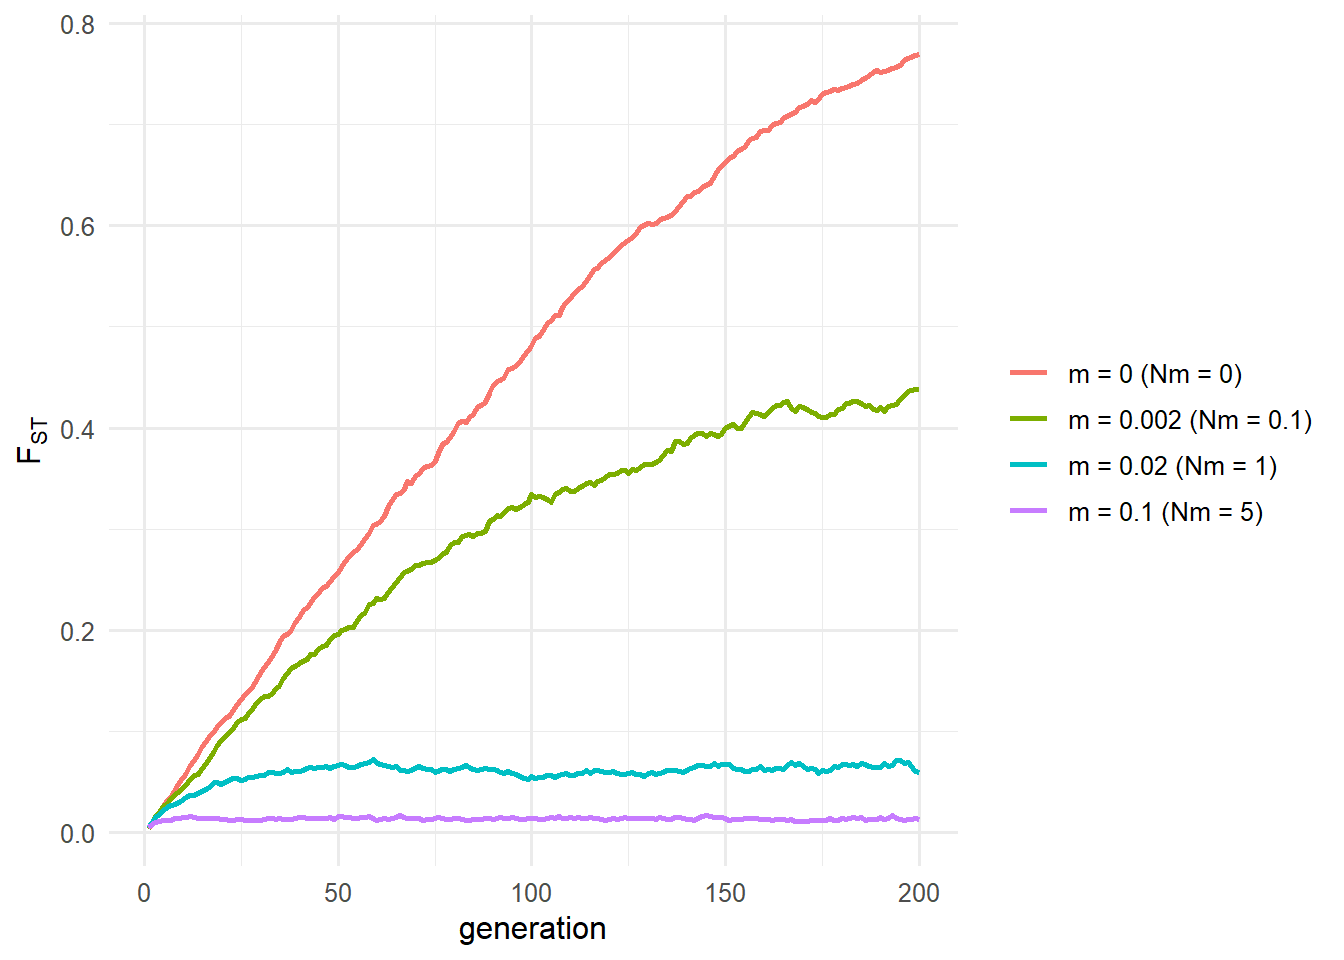 0.8
0.6
0.4
0.2
0.0
F_ST
0
50
100
150
200
generation
m = 0 (Nm = 0)
m = 0.002 (Nm = 0.1)
m = 0.02 (Nm = 1)
m = 0.1 (Nm = 5)